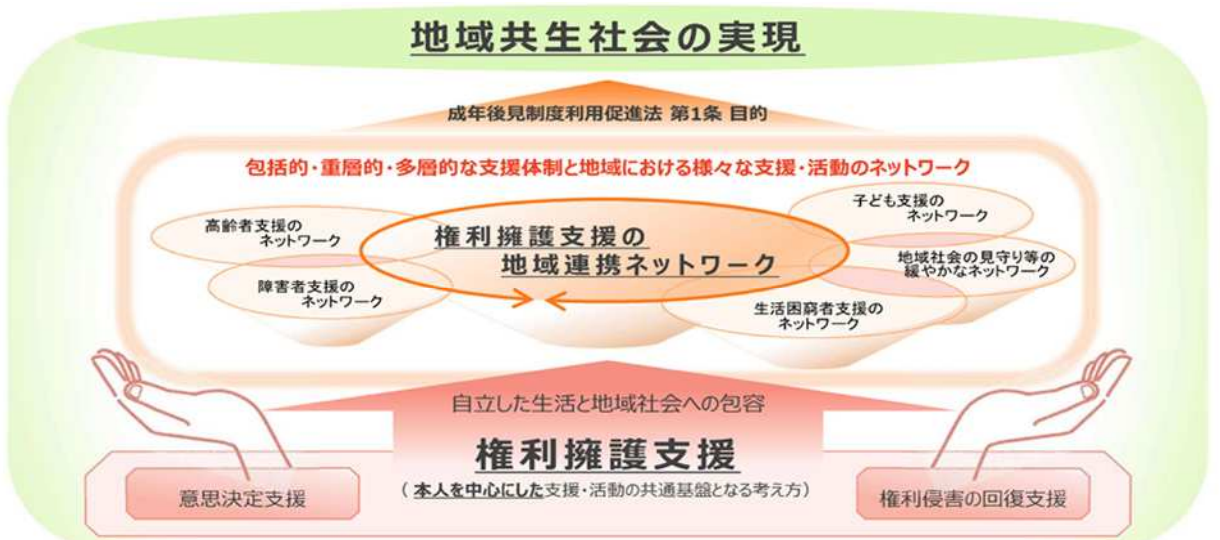 地域共生社会の実現
成年後見制度利用促進法 第1条 目的
包括的・重層的・多層的な支援体制と地域における様々な支援・活動のネットワーク
高齢者支援の
ネットワーク
障害者支援の
ネットワーク
権利擁護支援の
地域連携ネットワーク
子ども支援の
ネットワーク
地域社会の見守り等の
緩やかなネットワーク
生活困窮者支援の
ネットワーク
自立した生活と地域社会への包容
権利擁護支援
（本人を中心にした支援・活動の共通基盤となる考え方）
意思決定支援
権利侵害の回復支援